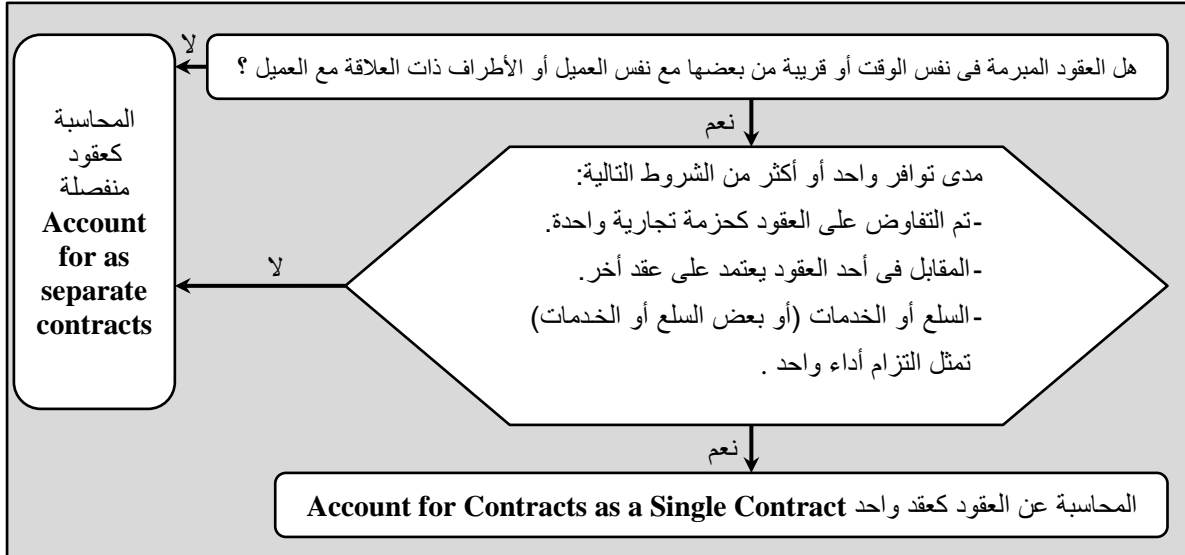 هل العقود المبرمة فى نفس الوقت أو قريبة من بعضها مع نفس العميل أو الأطراف ذات العلاقة مع العميل ؟
لا
نعم
المحاسبة
كعقود
منفصلة
Account
for as
separate
contracts
مدى توافر واحد أو أكثر من الشروط التالية:
-تم التفاوض على العقود كحزمة تجارية واحدة.
-المقابل فى أحد العقود يعتمد على عقد أخر.
-السلع أو الخدمات (أو بعض السلع أو الخدمات)
تمثل التزام أداء واحد .
لا
نعم
المحاسبة عن العقود كعقد واحد Account for Contracts as a Single Contract